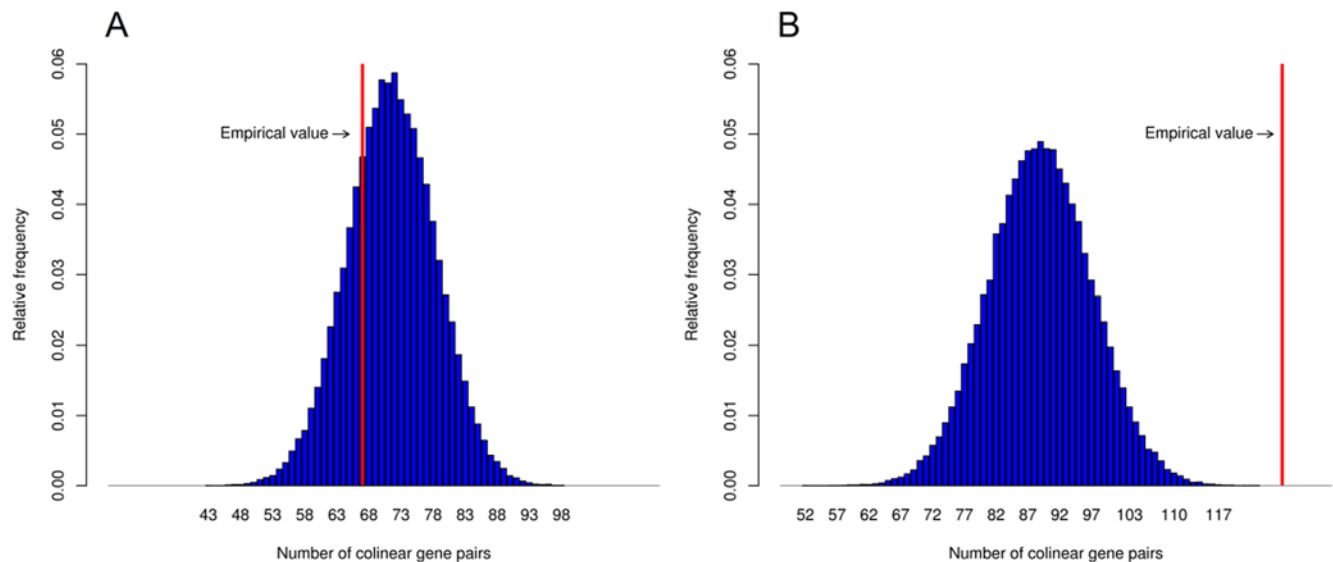 A
Relative frequency
0.00 0.01 0.02 0.03 0.04 0.05 0.06
Empirical value →
43 48 53 58 63 68 73 78 83 88 93 98
Number of colinear gene pairs
B
Relative frequency
0.00 0.01 0.02 0.03 0.04 0.05 0.06
Empirical value →
52 57 62 67 72 77 82 87 92 97 103 110 117
Number of colinear gene pairs